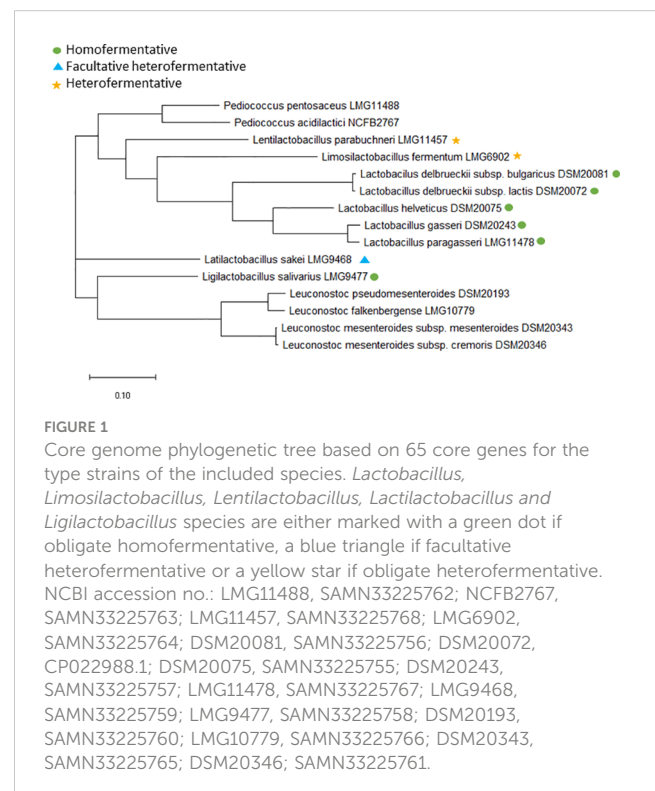 Homofermentative
Facultative heterofermentative
Heterofermentative
Pediococcus pentosaceus LMG11488
Pediococcus acidilactici NCFB2767
Lentilactobacillus parabuchneri LMG11457
Limosilactobacillus fermentum LMG6902
Lactobacillus delbrueckii subsp. bulgaricus DSM20081
Lactobacillus delbrueckii subsp. lactis DSM20072
Lactobacillus helveticus DSM20075
Lactobacillus gasseri DSM20243
Lactobacillus paragasseri LMG11478
Latilactobacillus sakei LMG9468
Ligilactobacillus salivarius LMG9477
Leuconostoc pseudomesenteroides DSM20193
Leuconostoc falkenbergense LMG10779
Leuconostoc mesenteroides subsp. mesenteroides DSM20343
Leuconostoc mesenteroides subsp. cremoris DSM20346
0.10
FIGURE 1
Core genome phylogenetic tree based on 65 core genes for the
type strains of the included species. Lactobacillus,
Limosilactobacillus, Lentilactobacillus, Lactilactobacillus and
Ligilactobacillus species are either marked with a green dot if
obligate homofermentative, a blue triangle if facultative
heterofermentative or a yellow star if obligate heterofermentative.
NCBI accession no.: LMG11488, SAMN33225762; NCFB2767,
SAMN33225763; LMG11457, SAMN33225768; LMG6902,
SAMN33225764; DSM20081, SAMN33225756; DSM20072,
CP022988.1; DSM20075, SAMN33225755; DSM20243,
SAMN33225757; LMG11478, SAMN33225767; LMG9468,
SAMN33225759; LMG9477, SAMN33225758; DSM20193,
SAMN33225760; LMG10779, SAMN33225766; DSM20343,
SAMN33225765; DSM20346; SAMN33225761.